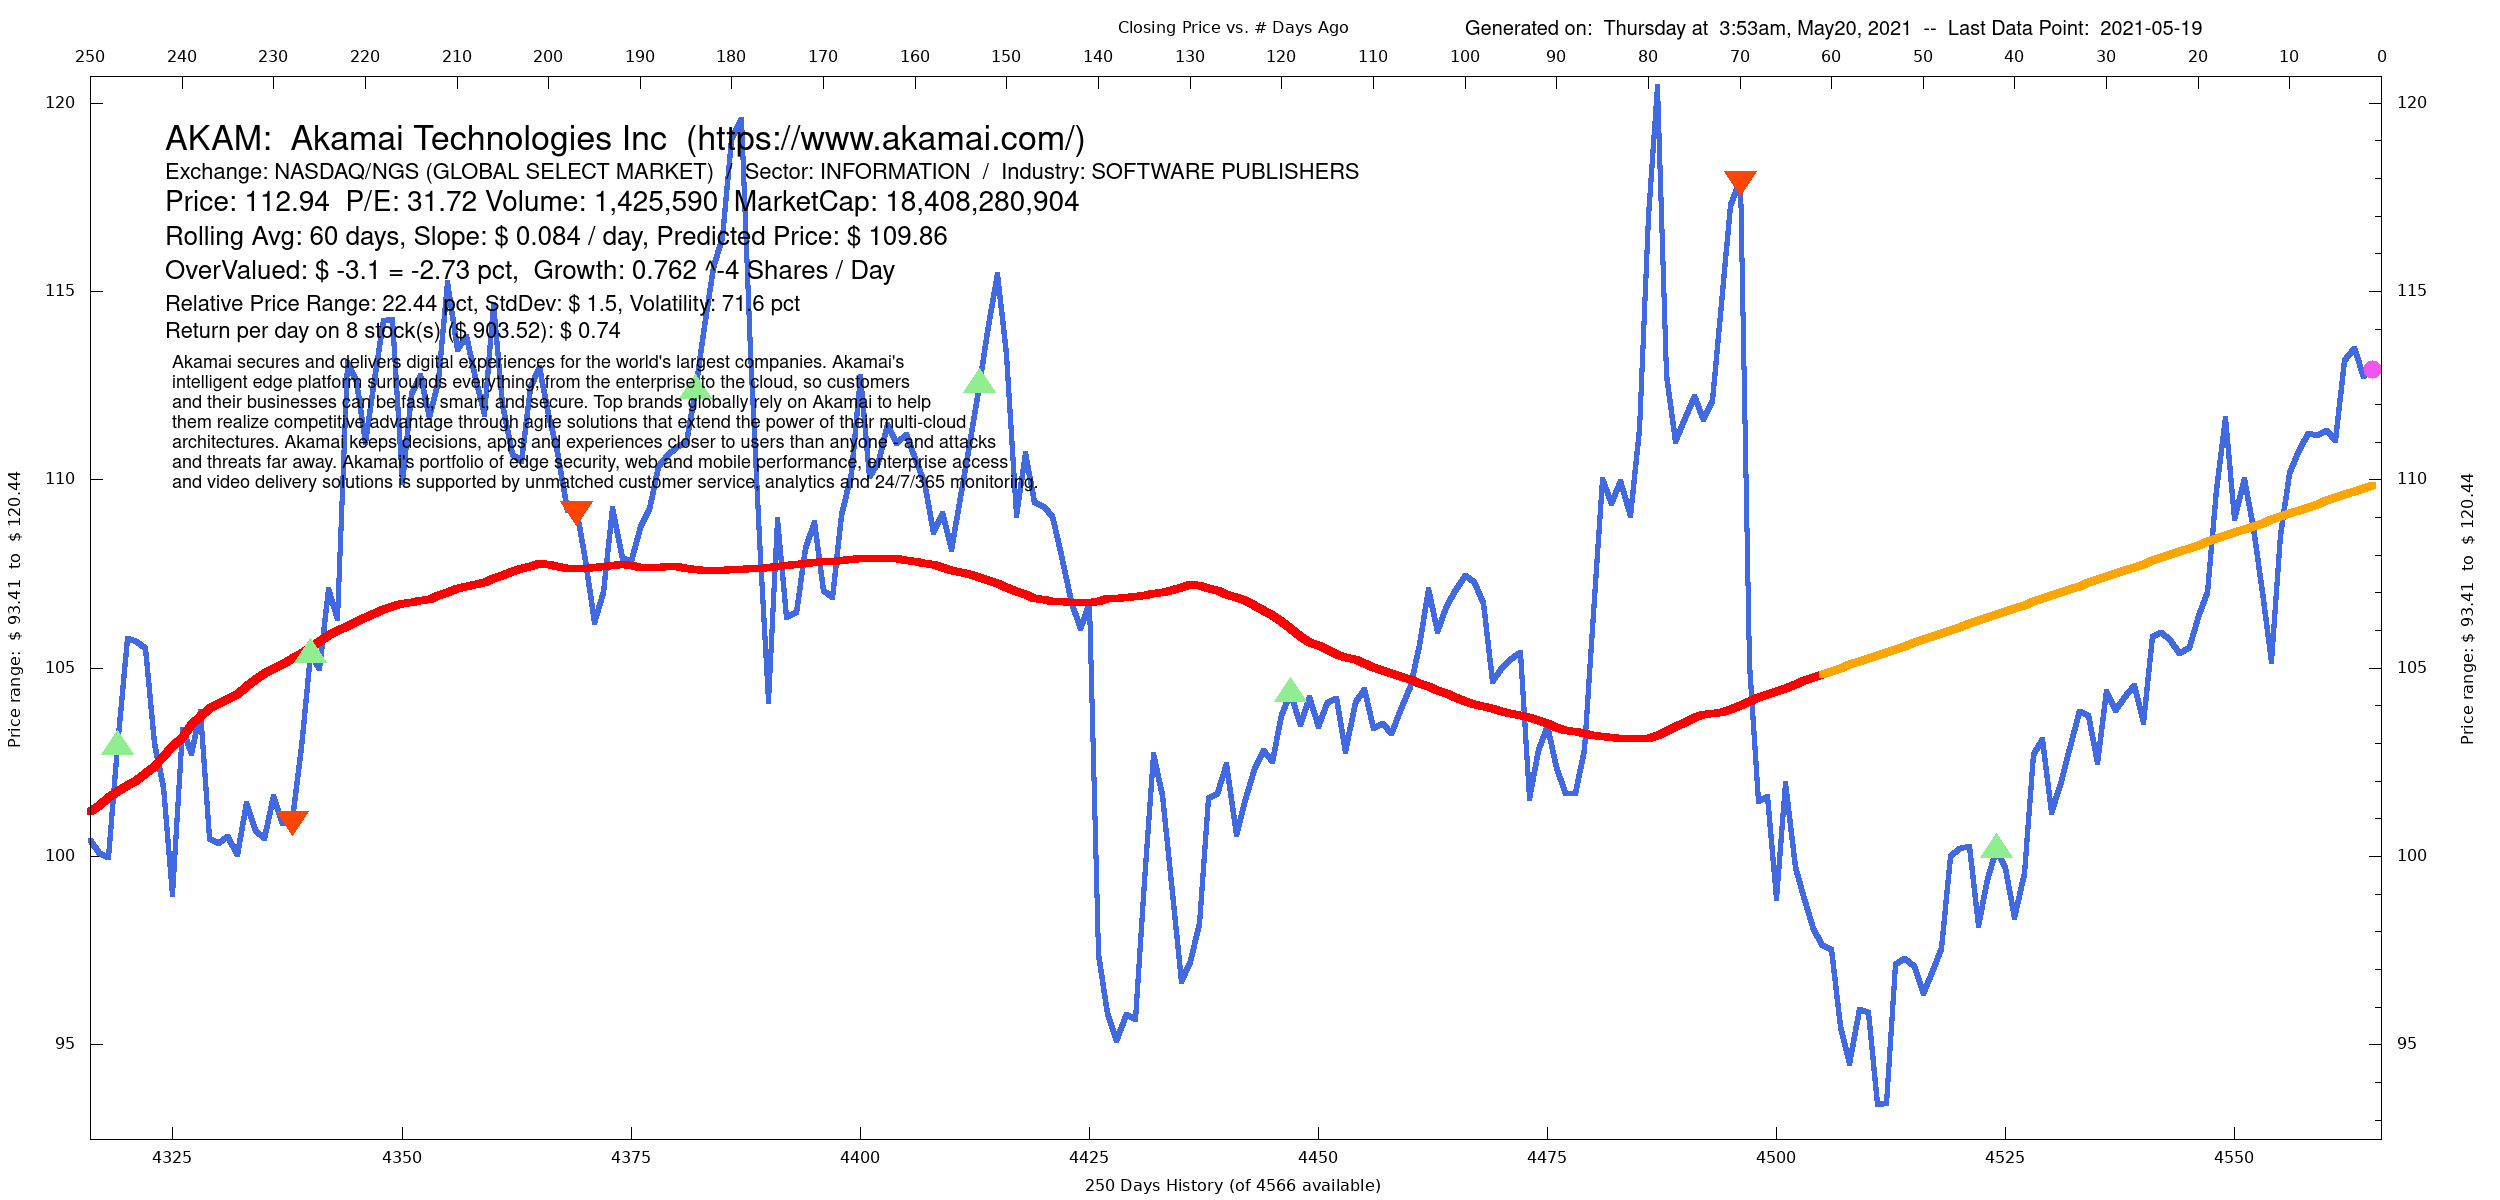 Closing Price vs. # Days Ago
Generated on:  Thursday at  3:53am, May20, 2021  --  Last Data Point:  2021-05-19
250 240 230 220 210 200 190 180 170 160 150 140 130 120 110 100 90 80 70 60 50 40 30 20 10 0
120 120
AKAM:  Akamai Technologies Inc  (https://www.akamai.com/)
Exchange: NASDAQ/NGS (GLOBAL SELECT MARKET)  /  Sector: INFORMATION  /  Industry: SOFTWARE PUBLISHERS
Price: 112.94  P/E: 31.72 Volume: 1,425,590  MarketCap: 18,408,280,904
Rolling Avg: 60 days, Slope: $ 0.084 / day, Predicted Price: $ 109.86
OverValued: $ -3.1 = -2.73 pct,  Growth: 0.762 ^-4 Shares / Day
115 115
Relative Price Range: 22.44 pct, StdDev: $ 1.5, Volatility: 71.6 pct
Return per day on 8 stock(s) ($ 903.52): $ 0.74
Akamai secures and delivers digital experiences for the world's largest companies. Akamai's
intelligent edge platform surrounds everything, from the enterprise to the cloud, so customers
and their businesses can be fast, smart, and secure. Top brands globally rely on Akamai to help
them realize competitive advantage through agile solutions that extend the power of their multi-cloud
architectures. Akamai keeps decisions, apps and experiences closer to users than anyone - and attacks
and threats far away. Akamai's portfolio of edge security, web and mobile performance, enterprise access
and video delivery solutions is supported by unmatched customer service, analytics and 24/7/365 monitoring.
110 110
Price range:  $ 93.41  to  $ 120.44
Price range: $ 93.41  to  $ 120.44
105 105
100 100
95 95
4325 4350 4375 4400 4425 4450 4475 4500 4525 4550
250 Days History (of 4566 available)